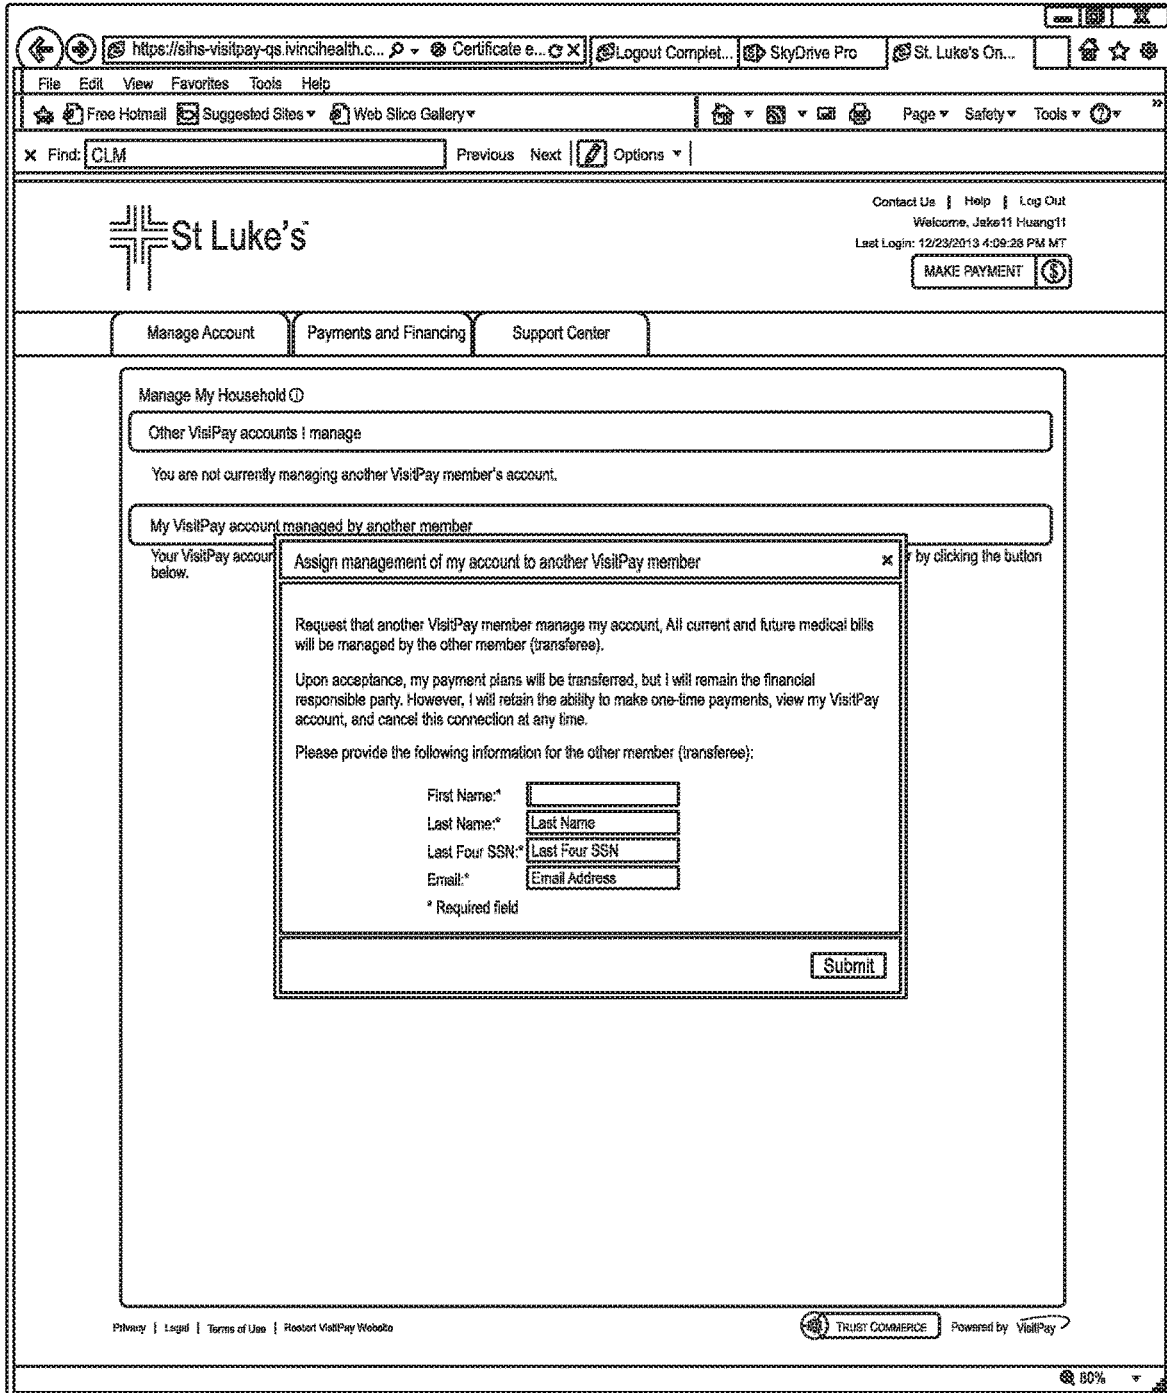 https://sihs-visitpay-qs.ivincihealth.c... Certificate e... Logout Complet... SkyDrive Pro St. Luke's On...
File Edit View Favorites Tools Help
Free Hotmail Suggested Sites Web Slice Gallery Page Safety Tools
x Find: CLM Previous Next Options
Contact Us | Help | Log Out
Welcome, Jake11 Huang11
Last Login: 12/23/2013 4:09:28 PM MT
St Luke's
MAKE PAYMENT $
Manage Account Payments and Financing Support Center
Manage My Household
Other VisiPay accounts I manage
You are not currently managing another VisitPay member's account.
My VisitPay account managed by another member
Your VisitPay accoun r by clicking the button
below.
Assign management of my account to another VisitPay member x
Request that another VisitPay member manage my account, All current and future medical bills
will be managed by the other member (transferee).
Upon acceptance, my payment plans will be transferred, but I will remain the financial
responsible party. However, I will retain the ability to make one-time payments, view my VisitPay
account, and cancel this connection at any time.
Please provide the following information for the other member (transferee):
First Name:*
Last Name:* Last Name
Last Four SSN:* Last Four SSN
Email:* Email Address
* Required field
Submit
Privacy | Legal | Terms of Use | Restart VisitPay Website TRUST COMMERCE Powered by VisitPay
80%